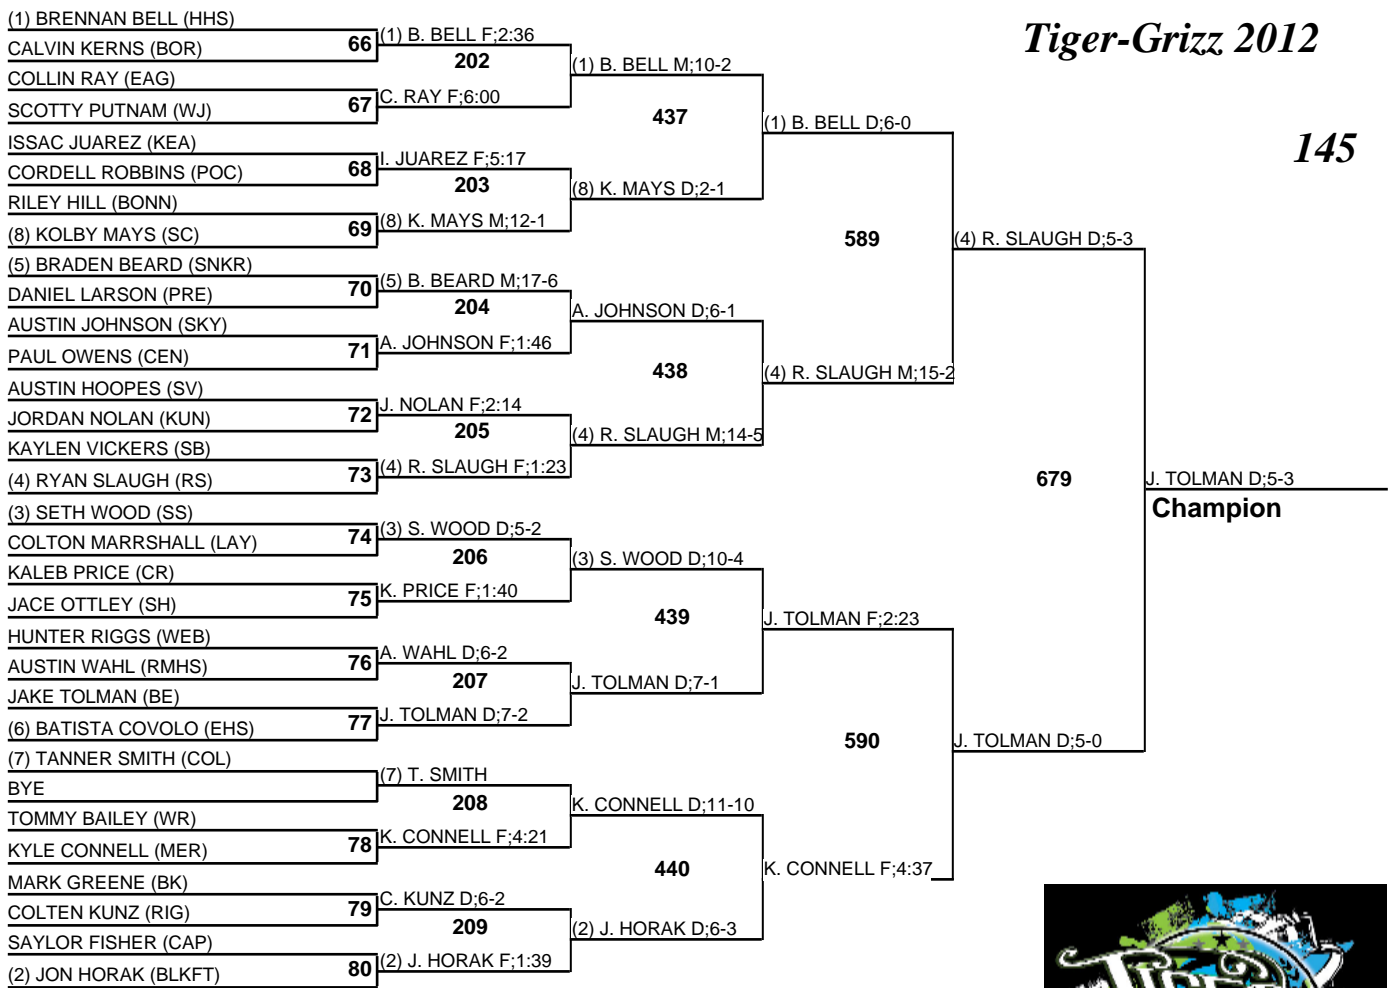 Tiger-Grizz 2012
145
(1) BRENNAN BELL (HHS)
CALVIN KERNS (BOR)
COLLIN RAY (EAG)
SCOTTY PUTNAM (WJ)
ISSAC JUAREZ (KEA)
CORDELL ROBBINS (POC)
RILEY HILL (BONN)
(8) KOLBY MAYS (SC)
(5) BRADEN BEARD (SNKR)
DANIEL LARSON (PRE)
AUSTIN JOHNSON (SKY)
PAUL OWENS (CEN)
AUSTIN HOOPES (SV)
JORDAN NOLAN (KUN)
KAYLEN VICKERS (SB)
(4) RYAN SLAUGH (RS)
(3) SETH WOOD (SS)
COLTON MARRSHALL (LAY)
KALEB PRICE (CR)
JACE OTTLEY (SH)
HUNTER RIGGS (WEB)
AUSTIN WAHL (RMHS)
JAKE TOLMAN (BE)
(6) BATISTA COVOLO (EHS)
(7) TANNER SMITH (COL)
BYE
TOMMY BAILEY (WR)
KYLE CONNELL (MER)
MARK GREENE (BK)
COLTEN KUNZ (RIG)
SAYLOR FISHER (CAP)
(2) JON HORAK (BLKFT)
66
67
68
69
70
71
72
73
74
75
76
77
78
79
80
(1) B. BELL F;2:36
202
C. RAY F;6:00
I. JUAREZ F;5:17
203
(8) K. MAYS M;12-1
(5) B. BEARD M;17-6
204
A. JOHNSON F;1:46
J. NOLAN F;2:14
205
(4) R. SLAUGH F;1:23
(3) S. WOOD D;5-2
206
K. PRICE F;1:40
A. WAHL D;6-2
207
J. TOLMAN D;7-2
(7) T. SMITH
208
K. CONNELL F;4:21
C. KUNZ D;6-2
209
(2) J. HORAK F;1:39
(1) B. BELL M;10-2
437
(8) K. MAYS D;2-1
A. JOHNSON D;6-1
438
(4) R. SLAUGH M;14-5
(3) S. WOOD D;10-4
439
J. TOLMAN D;7-1
K. CONNELL D;11-10
440
(2) J. HORAK D;6-3
(1) B. BELL D;6-0
589
(4) R. SLAUGH M;15-2
J. TOLMAN F;2:23
590
K. CONNELL F;4:37
(4) R. SLAUGH D;5-3
679
J. TOLMAN D;5-0
J. TOLMAN D;5-3
Champion